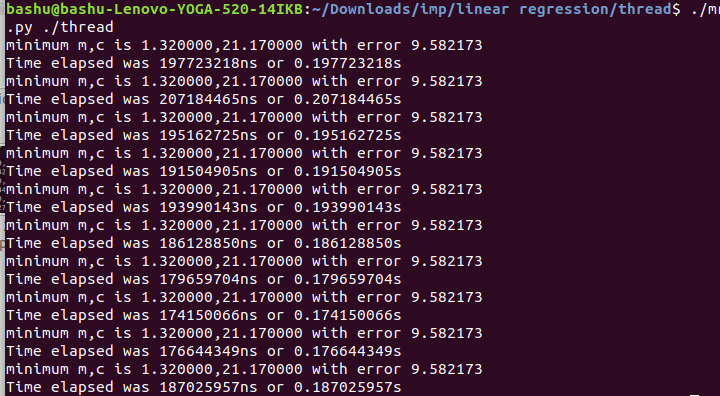 bashu@bashu-Lenovo-YOGA-520-14IKB:~/Downloads/imp/linear regression/thread$ ./mr
.py ./thread
minimum m,c is 1.320000,21.170000 with error 9.582173
Time elapsed was 197723218ns or 0.197723218s
minimum m,c is 1.320000,21.170000 with error 9.582173
Time elapsed was 207184465ns or 0.207184465s
minimum m,c is 1.320000,21.170000 with error 9.582173
Time elapsed was 195162725ns or 0.195162725s
minimum m,c is 1.320000,21.170000 with error 9.582173
Time elapsed was 191504905ns or 0.191504905s
minimum m,c is 1.320000,21.170000 with error 9.582173
Time elapsed was 193990143ns or 0.193990143s
minimum m,c is 1.320000,21.170000 with error 9.582173
Time elapsed was 186128850ns or 0.186128850s
minimum m,c is 1.320000,21.170000 with error 9.582173
Time elapsed was 179659704ns or 0.179659704s
minimum m,c is 1.320000,21.170000 with error 9.582173
Time elapsed was 174150066ns or 0.174150066s
minimum m,c is 1.320000,21.170000 with error 9.582173
Time elapsed was 176644349ns or 0.176644349s
minimum m,c is 1.320000,21.170000 with error 9.582173
Time elapsed was 187025957ns or 0.187025957s